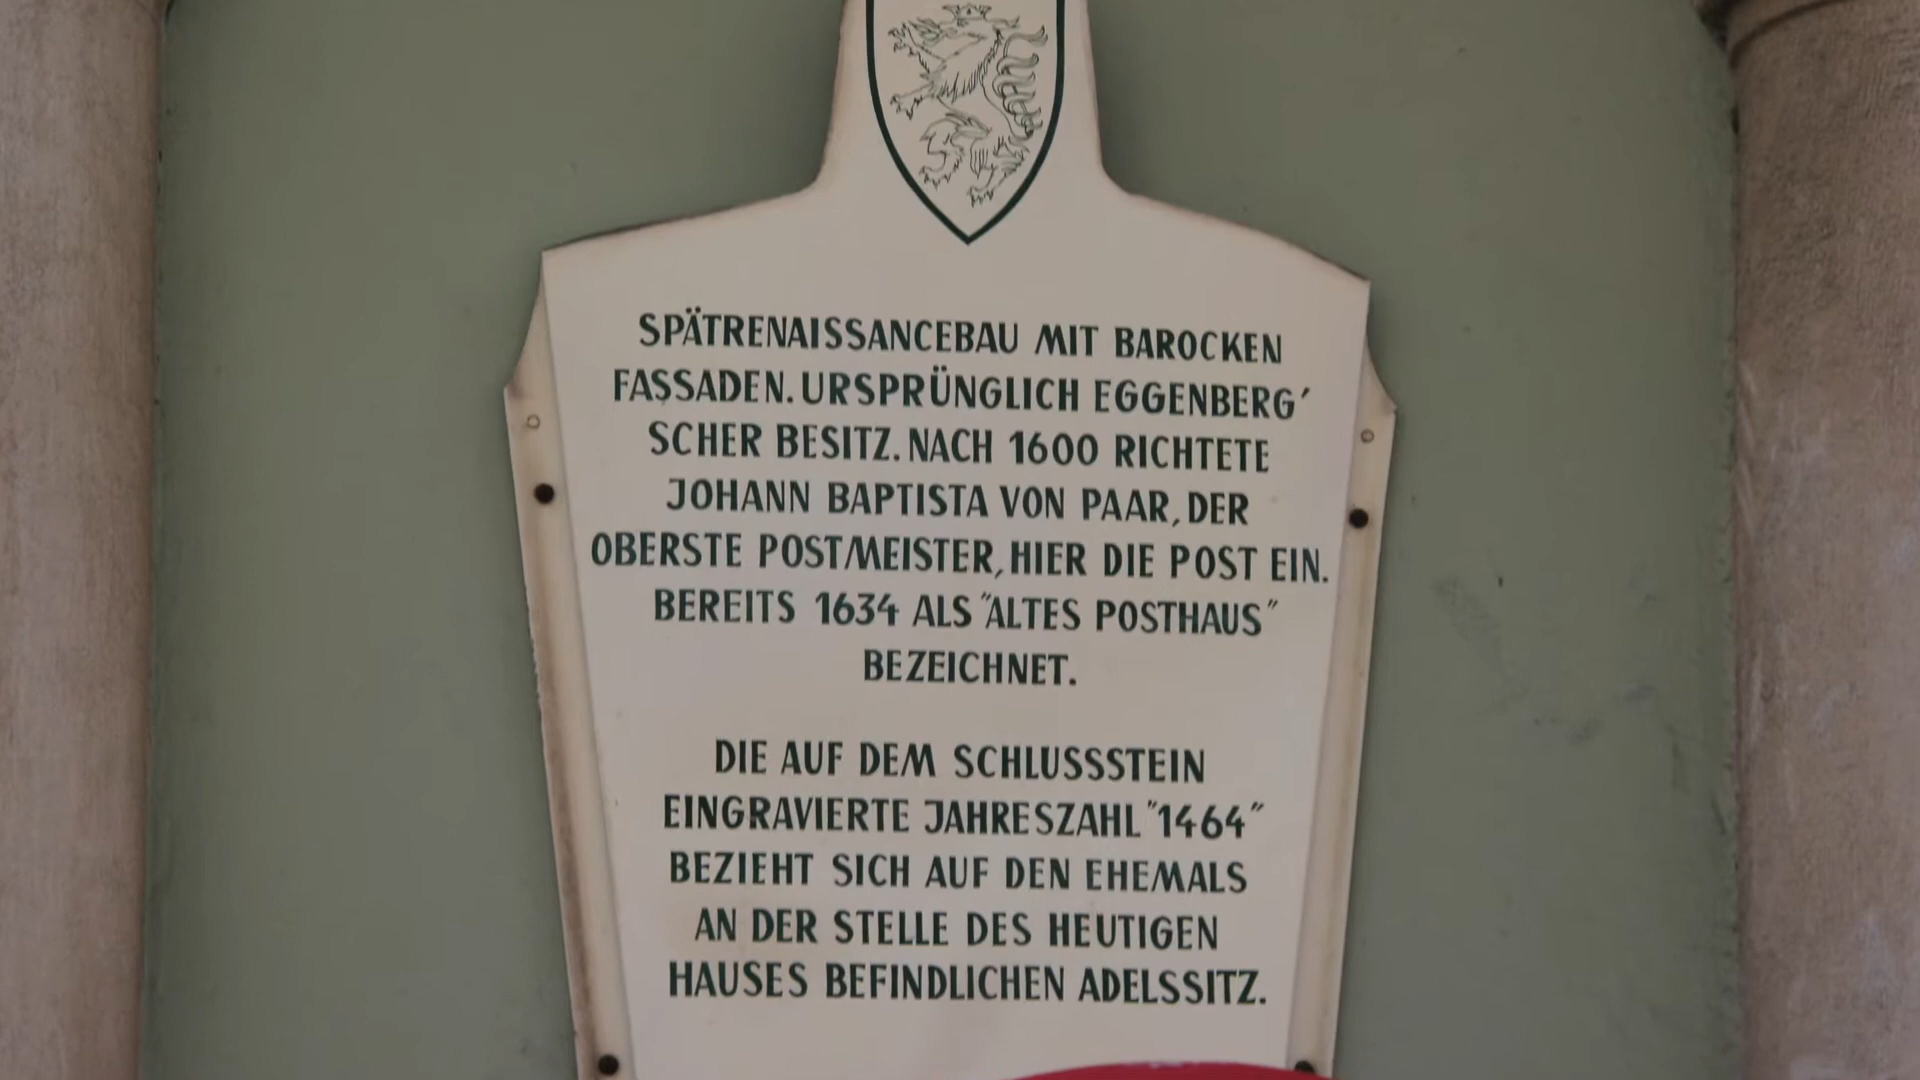 SPÄTRENAISSANCEBAU MIT BAROCKEN
FASSADEN. URSPRÜNGLICH EGGENBERG'
SCHER BESITZ. NACH 1600 RICHTETE
JOHANN BAPTISTA VON PAAR, DER
OBERSTE POSTMEISTER, HIER DIE POST EIN.
BEREITS 1634 ALS "ALTES POSTHAUS"
BEZEICHNET.
DIE AUF DEM SCHLUSSSTEIN
EINGRAVIERTE JAHRESZAHL "1464"
BEZIEHT SICH AUF DEN EHEMALS
AN DER STELLE DES HEUTIGEN
HAUSES BEFINDLICHEN ADELSSITZ.